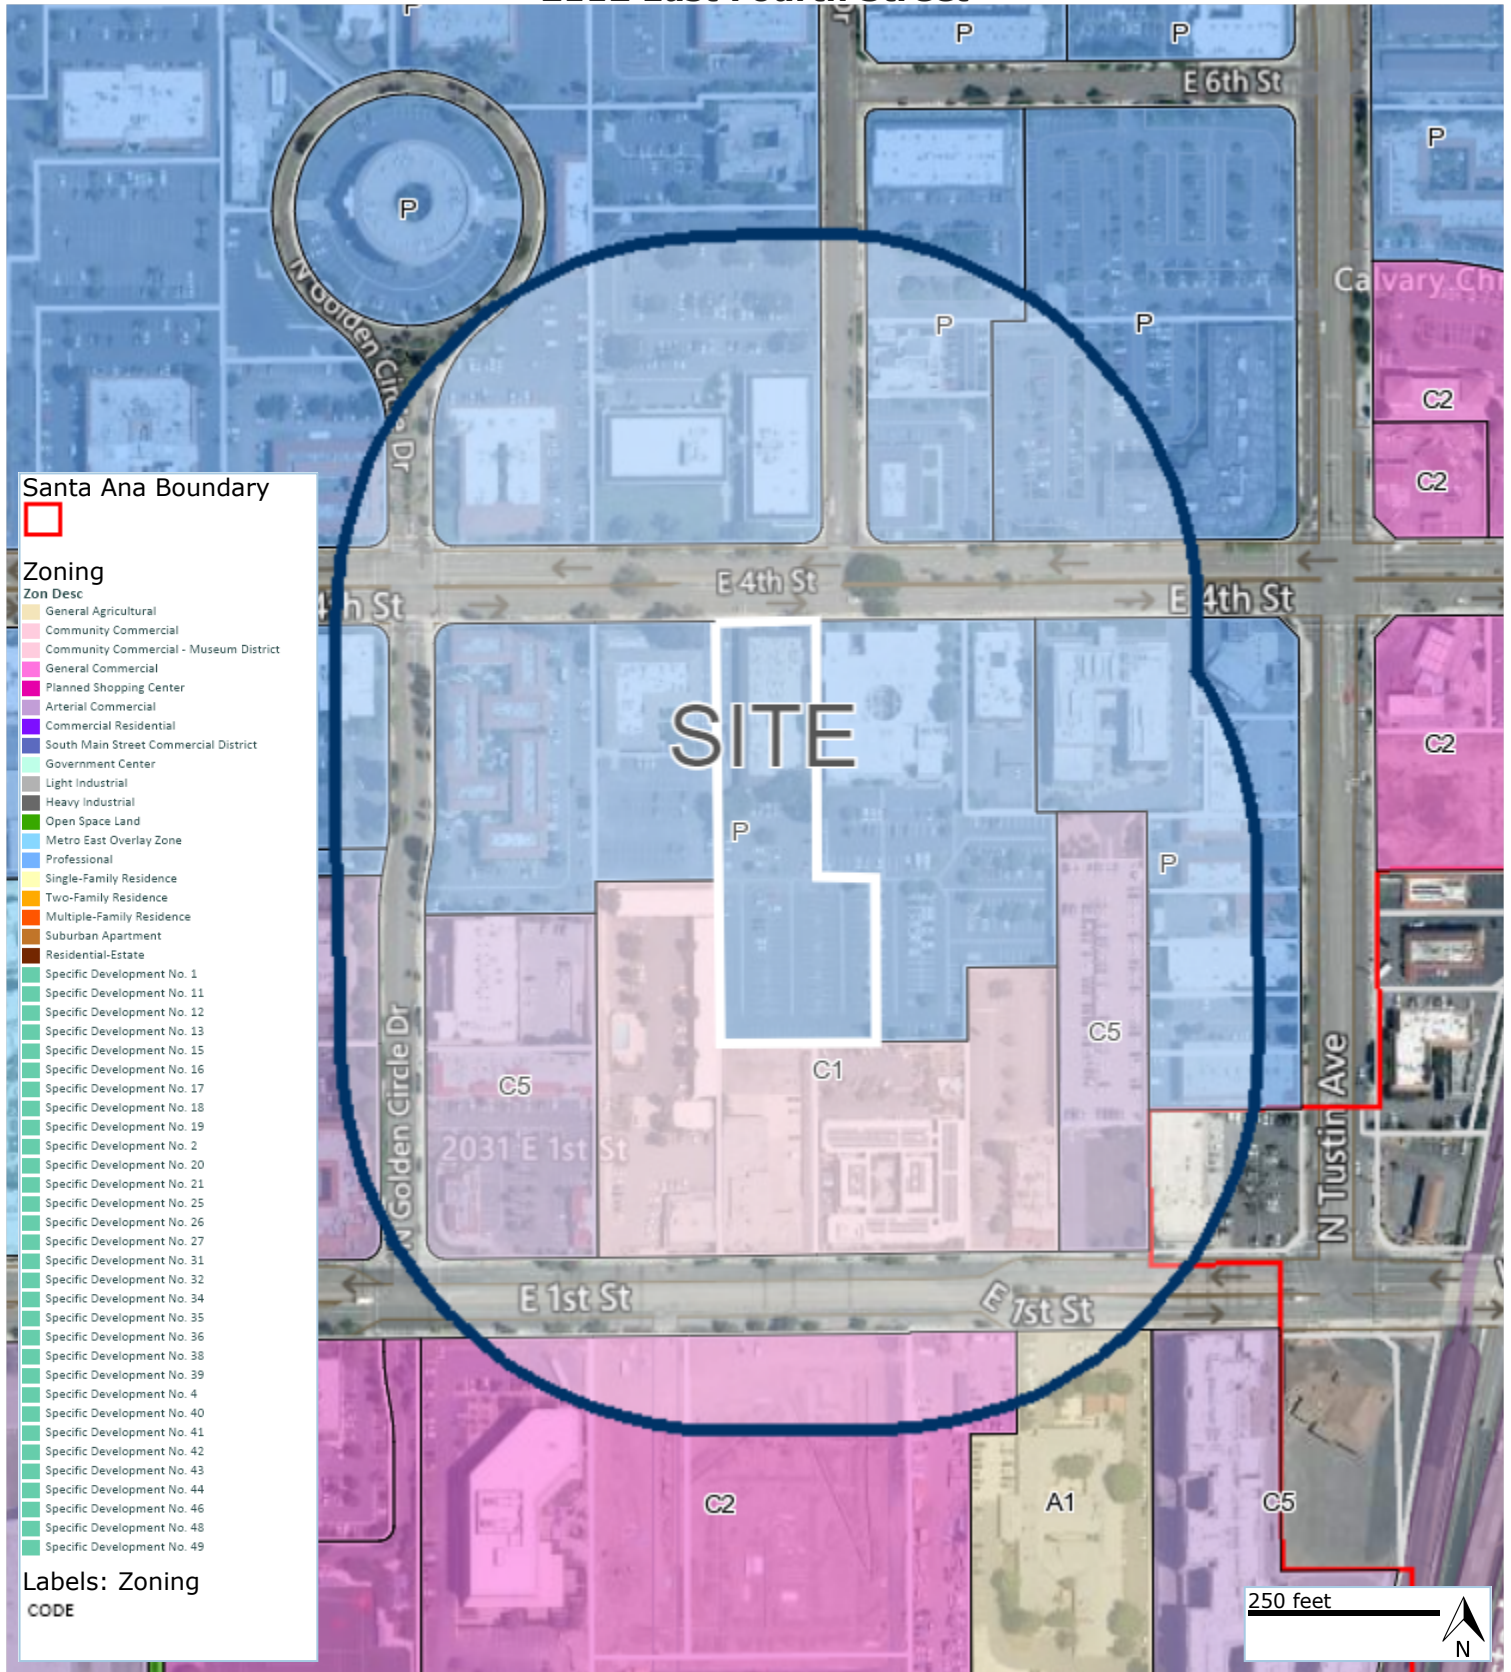 P
P
P
E 6th St
P
P
N Golden Circle Dr
Calvary Ch
P
P
C2
C2
Santa Ana Boundary
E 4th St
4th St
E 4th St
Zoning
Zon Desc
General Agricultural
Community Commercial
Community Commercial - Museum District
General Commercial
Planned Shopping Center
Arterial Commercial
Commercial Residential
South Main Street Commercial District
Government Center
Light Industrial
Heavy Industrial
Open Space Land
Metro East Overlay Zone
Professional
Single-Family Residence
Two-Family Residence
Multiple-Family Residence
Suburban Apartment
Residential-Estate
Specific Development No. 1
Specific Development No. 11
Specific Development No. 12
Specific Development No. 13
Specific Development No. 15
Specific Development No. 16
Specific Development No. 17
Specific Development No. 18
Specific Development No. 19
Specific Development No. 2
Specific Development No. 20
Specific Development No. 21
Specific Development No. 25
Specific Development No. 26
Specific Development No. 27
Specific Development No. 31
Specific Development No. 32
Specific Development No. 34
Specific Development No. 35
Specific Development No. 36
Specific Development No. 38
Specific Development No. 39
Specific Development No. 4
Specific Development No. 40
Specific Development No. 41
Specific Development No. 42
Specific Development No. 43
Specific Development No. 44
Specific Development No. 46
Specific Development No. 48
Specific Development No. 49
Labels: Zoning
CODE
SITE
C2
P
P
C5
C1
C5
N Golden Circle Dr
2031 E 1st St
N Tustin Ave
E 1st St
E 1st St
C2
A1
C5
250 feet
N